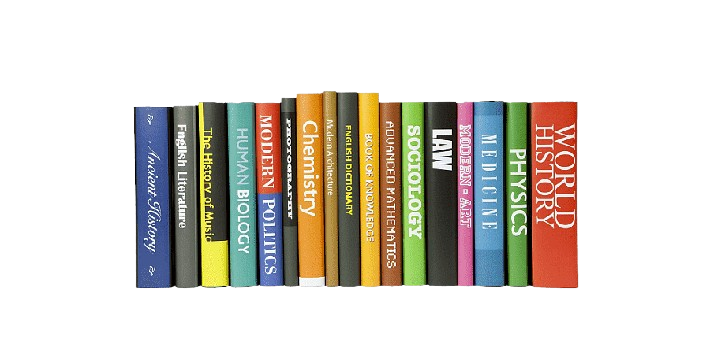 Ancient History
English Literature
The History of Music
HUMAN BIOLOGY
MODERN POLITICS
PHOTOGRAPHY
Chemistry
Modern Architecture
ENGLISH DICTIONARY
BOOK OF KNOWLEDGE
ADVANCED MATHEMATICS
SOCIOLOGY
LAW
MODERN - ART
MEDICINE
PHYSICS
WORLD
HISTORY